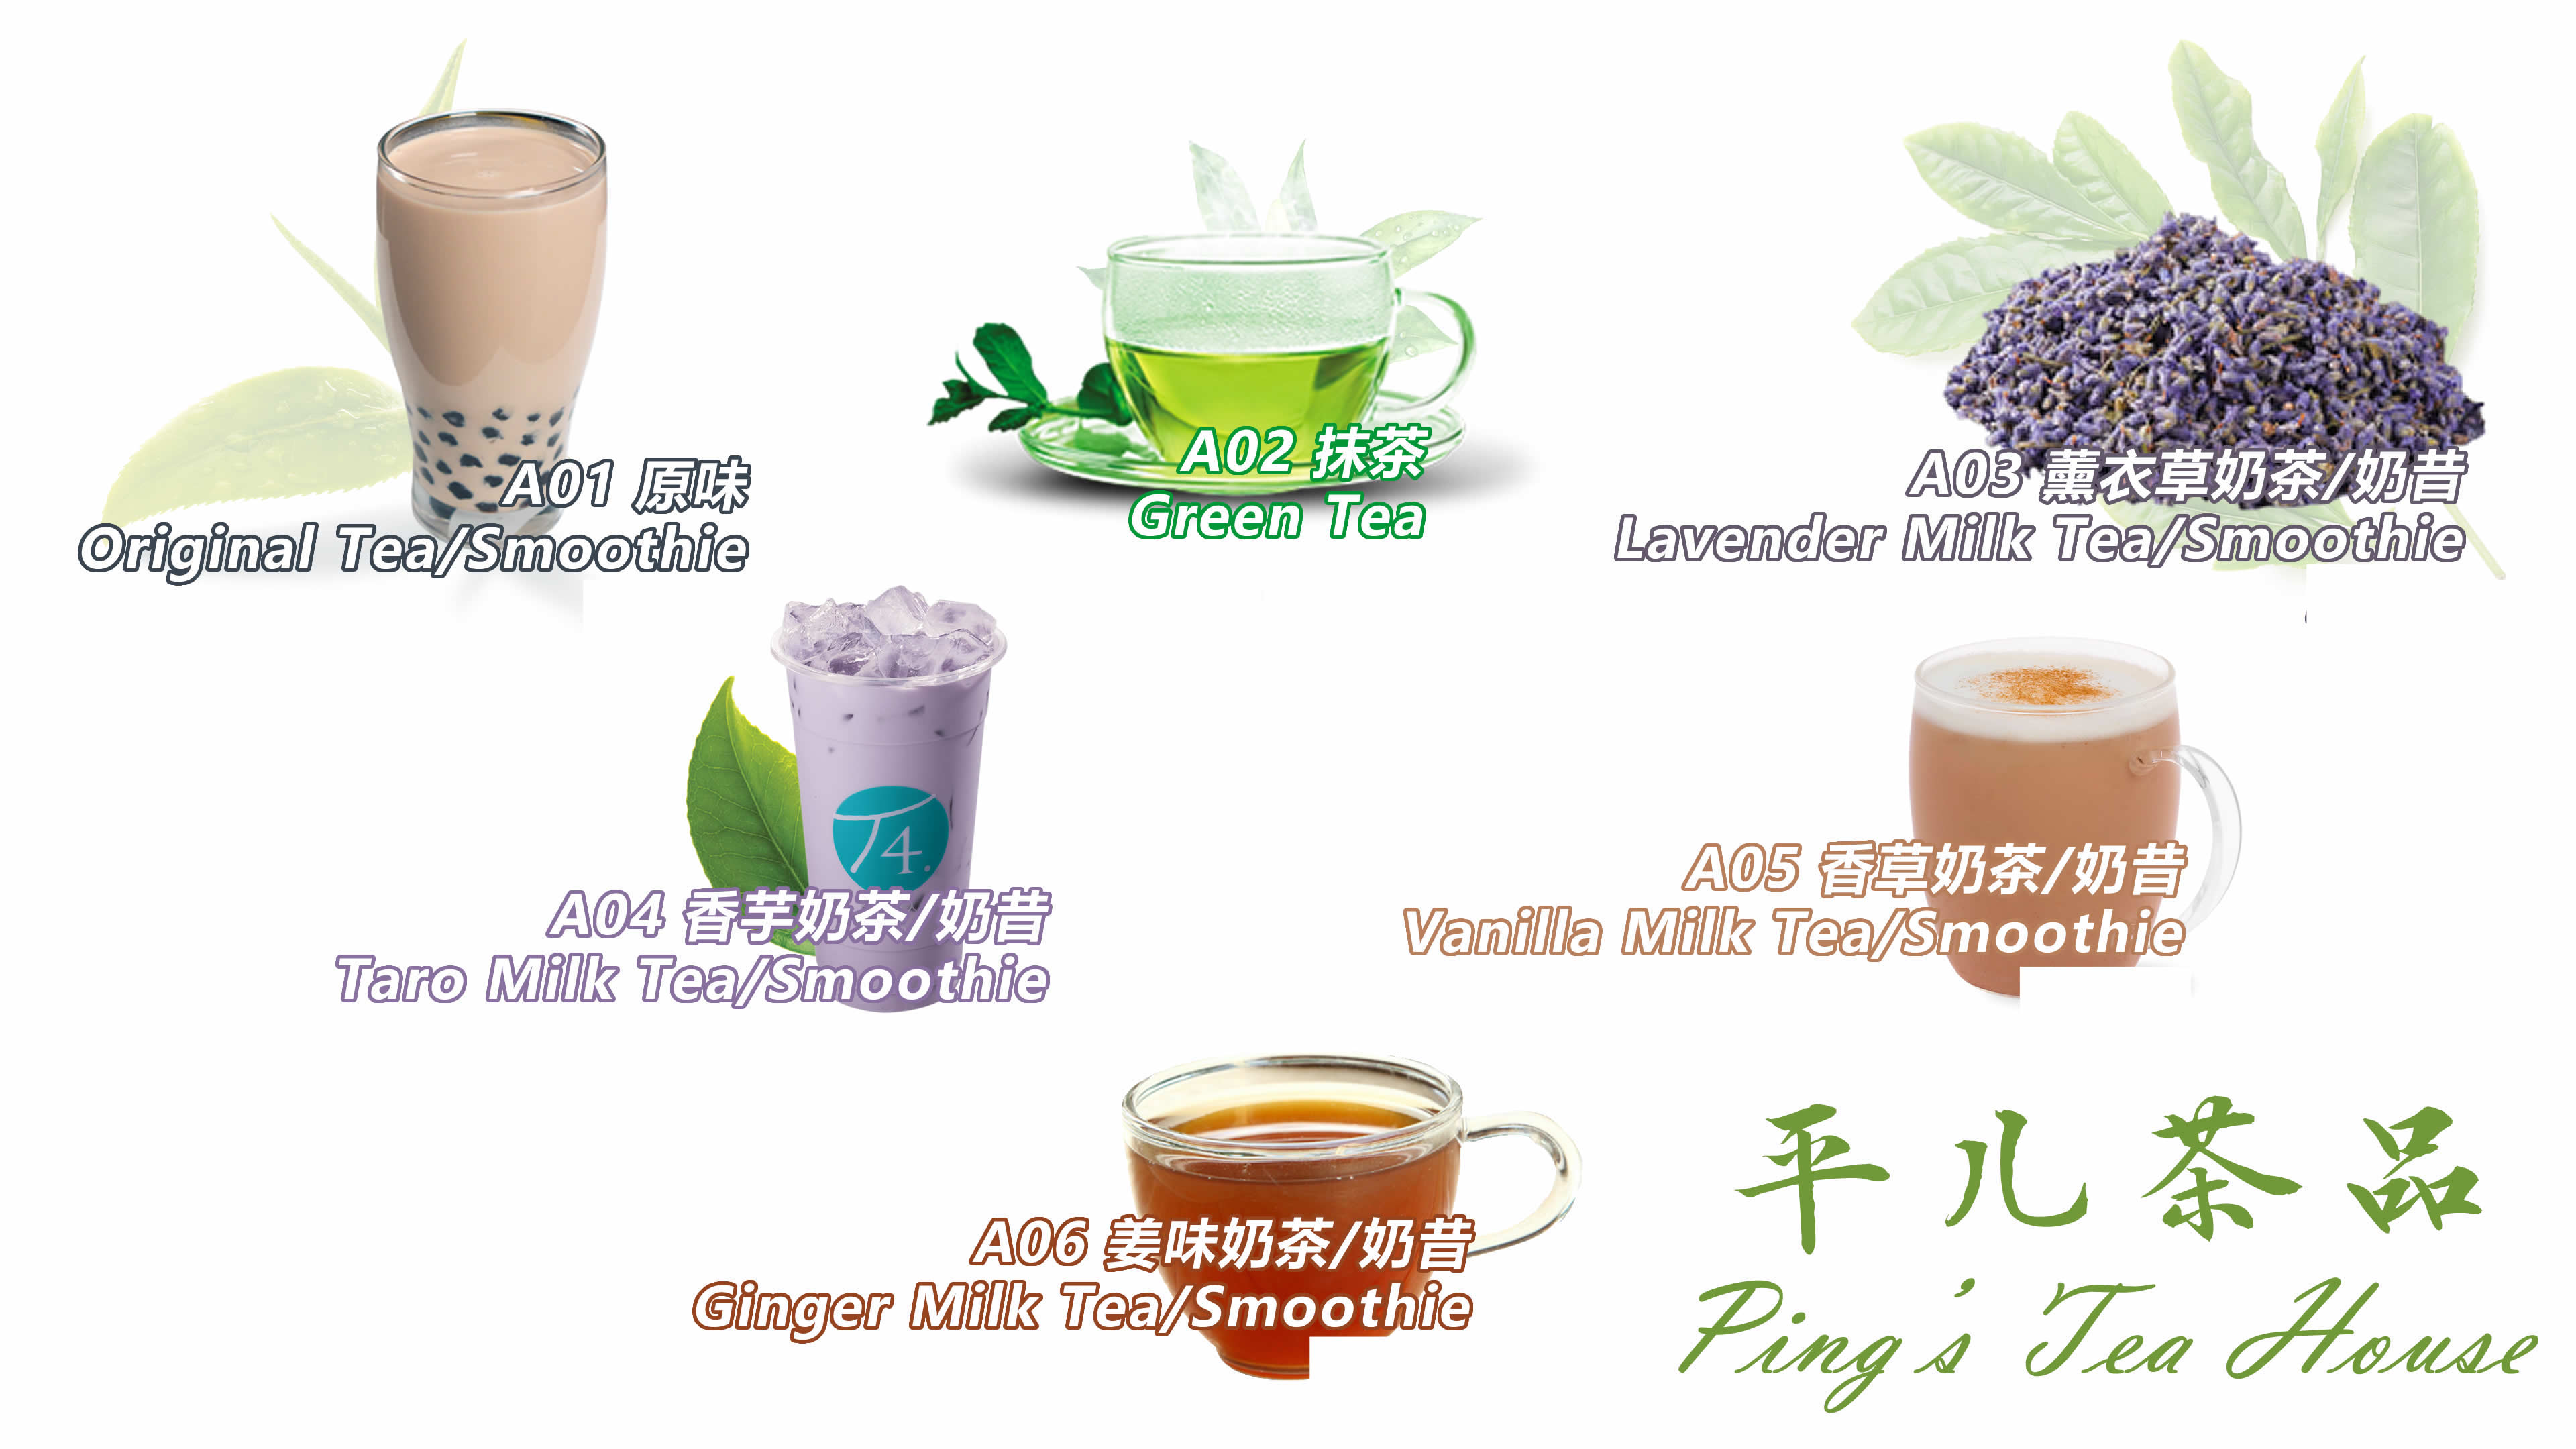 A01 原味
Original Tea/Smoothie
A02 抹茶
Green Tea
A03 薰衣草奶茶/奶昔
Lavender Milk Tea/Smoothie
T4.
A04 香芋奶茶/奶昔
Taro Milk Tea/Smoothie
A05 香草奶茶/奶昔
Vanilla Milk Tea/Smoothie
A06 姜味奶茶/奶昔
Ginger Milk Tea/Smoothie
平儿茶品
Ping's Tea House